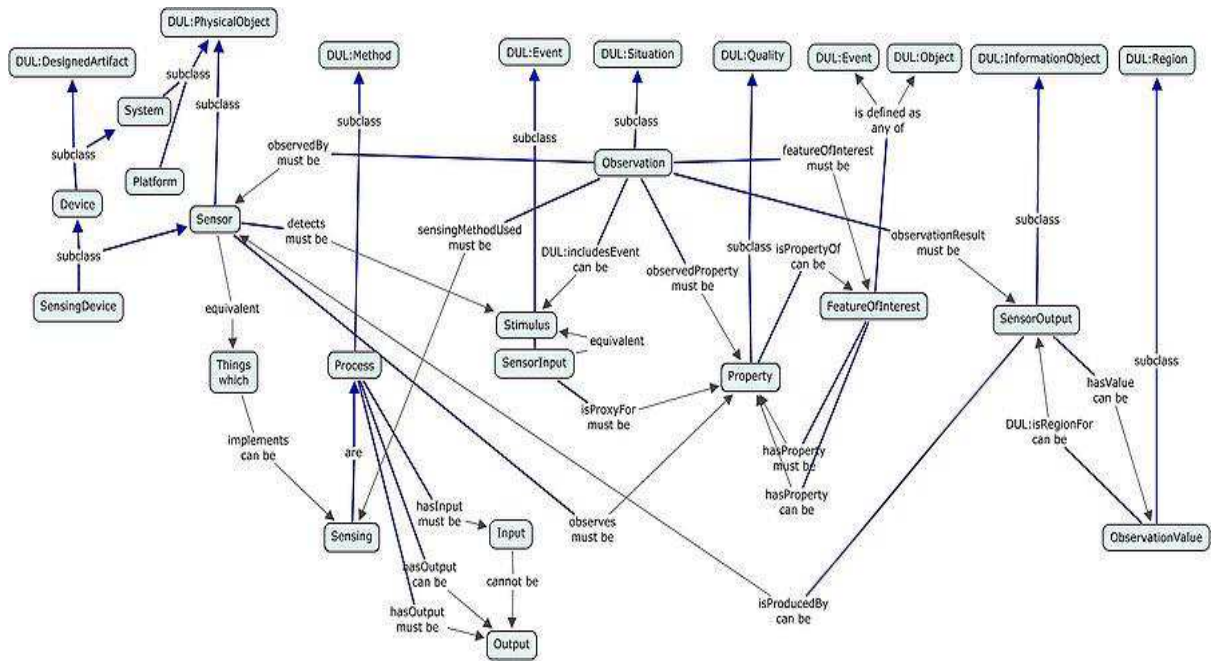 DUL:PhysicalObject
DUL:DesignedArtifact
DUL:Method
DUL:Event
DUL:Situation
DUL:Quality
DUL:Event
DUL:Object
DUL:InformationObject
DUL:Region
subclass
System
subclass
is defined as
any of
subclass
subclass
subclass
subclass
observedBy
must be
Observation
featureOfInterest
must be
Platform
Device
Sensor
detects
must be
sensingMethodUsed
must be
subclass
observationResult
must be
subclass
DUL:includesEvent
can be
observedProperty
must be
subclass
isPropertyOf
can be
SensingDevice
equivalent
Stimulus
FeatureOfInterest
SensorOutput
equivalent
Things
which
Process
SensorInput
Property
subclass
hasValue
can be
isProxyFor
must be
DUL:isRegionFor
can be
implements
can be
are
hasProperty
must be
hasProperty
can be
hasInput
must be
Input
observes
must be
Sensing
ObservationValue
hasOutput
can be
cannot be
hasOutput
must be
isProducedBy
can be
Output